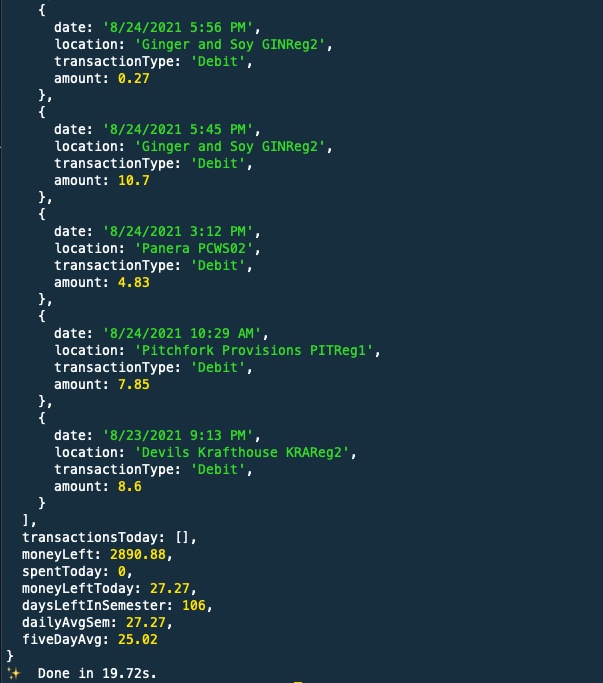 {
date: '8/24/2021 5:56 PM',
location: 'Ginger and Soy GINReg2',
transactionType: 'Debit',
amount: 0.27
},
{
date: '8/24/2021 5:45 PM',
location: 'Ginger and Soy GINReg2',
transactionType: 'Debit',
amount: 10.7
},
{
date: '8/24/2021 3:12 PM',
location: 'Panera PCWS02',
transactionType: 'Debit',
amount: 4.83
},
{
date: '8/24/2021 10:29 AM',
location: 'Pitchfork Provisions PITReg1',
transactionType: 'Debit',
amount: 7.85
},
{
date: '8/23/2021 9:13 PM',
location: 'Devils Krafthouse KRAReg2',
transactionType: 'Debit',
amount: 8.6
}
],
transactionsToday: [],
moneyLeft: 2890.88,
spentToday: 0,
moneyLeftToday: 27.27,
daysLeftInSemester: 106,
dailyAvgSem: 27.27,
fiveDayAvg: 25.02
}
✨ Done in 19.72s.